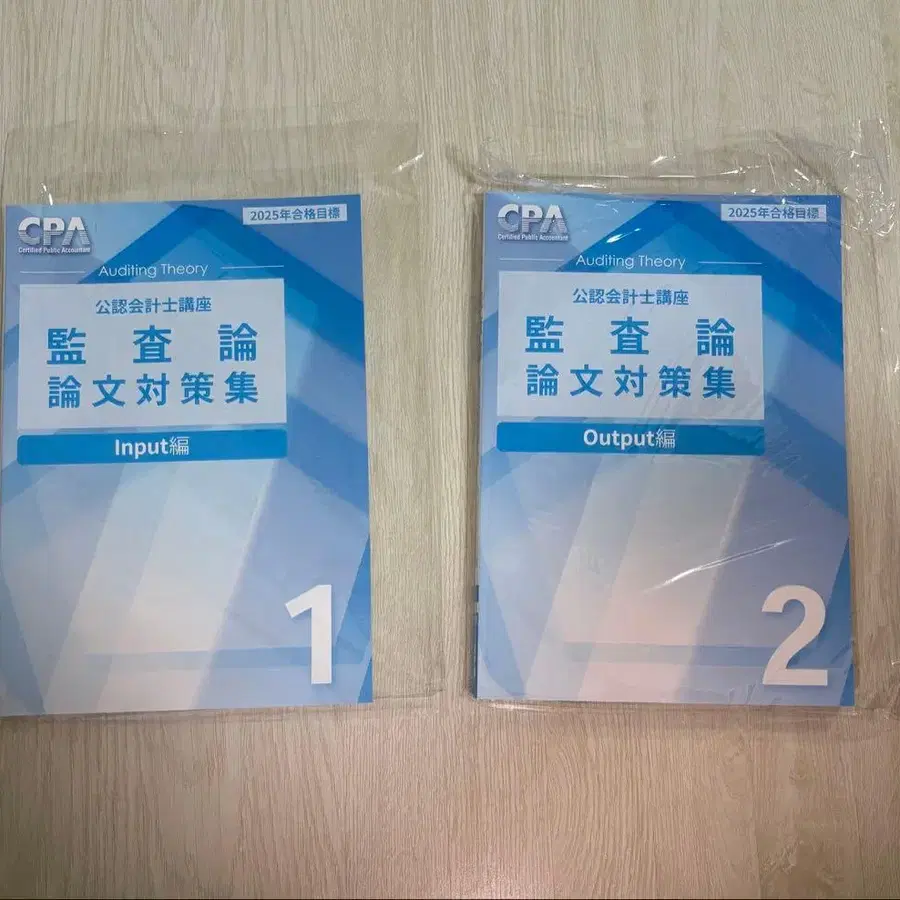 CPA
Certified Public Accountant
2025年合格目標
Auditing Theory
公認会計士講座
監査論
論文対策集
Input編
1
CPA
Certified Public Accountant
2025年合格目標
Auditing Theory
公認会計士講座
監査論
論文対策集
Output編
2